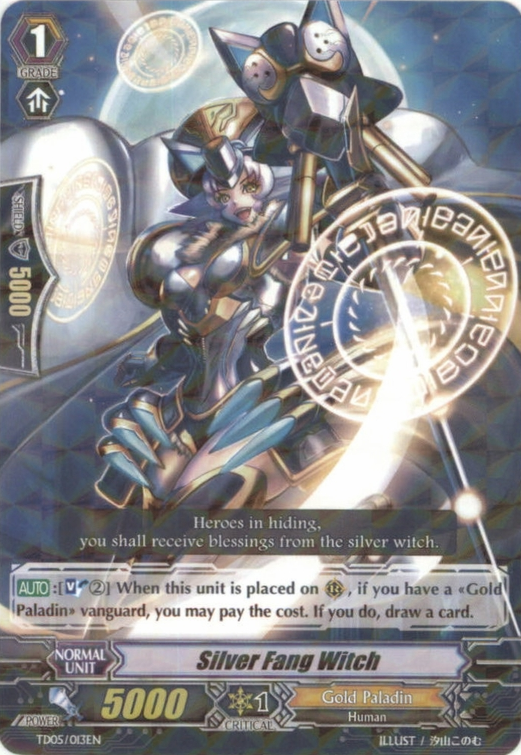 1
GRADE
SHIELD
5000
Heroes in hiding,
you shall receive blessings from the silver witch.
AUTO:[②] When this unit is placed on , if you have a «Gold
Paladin» vanguard, you may pay the cost. If you do, draw a card.
NORMAL
UNIT
Silver Fang Witch
POWER
5000
1
CRITICAL
Gold Paladin
Human
TD05/013EN
ILLUST / 汐山このむ